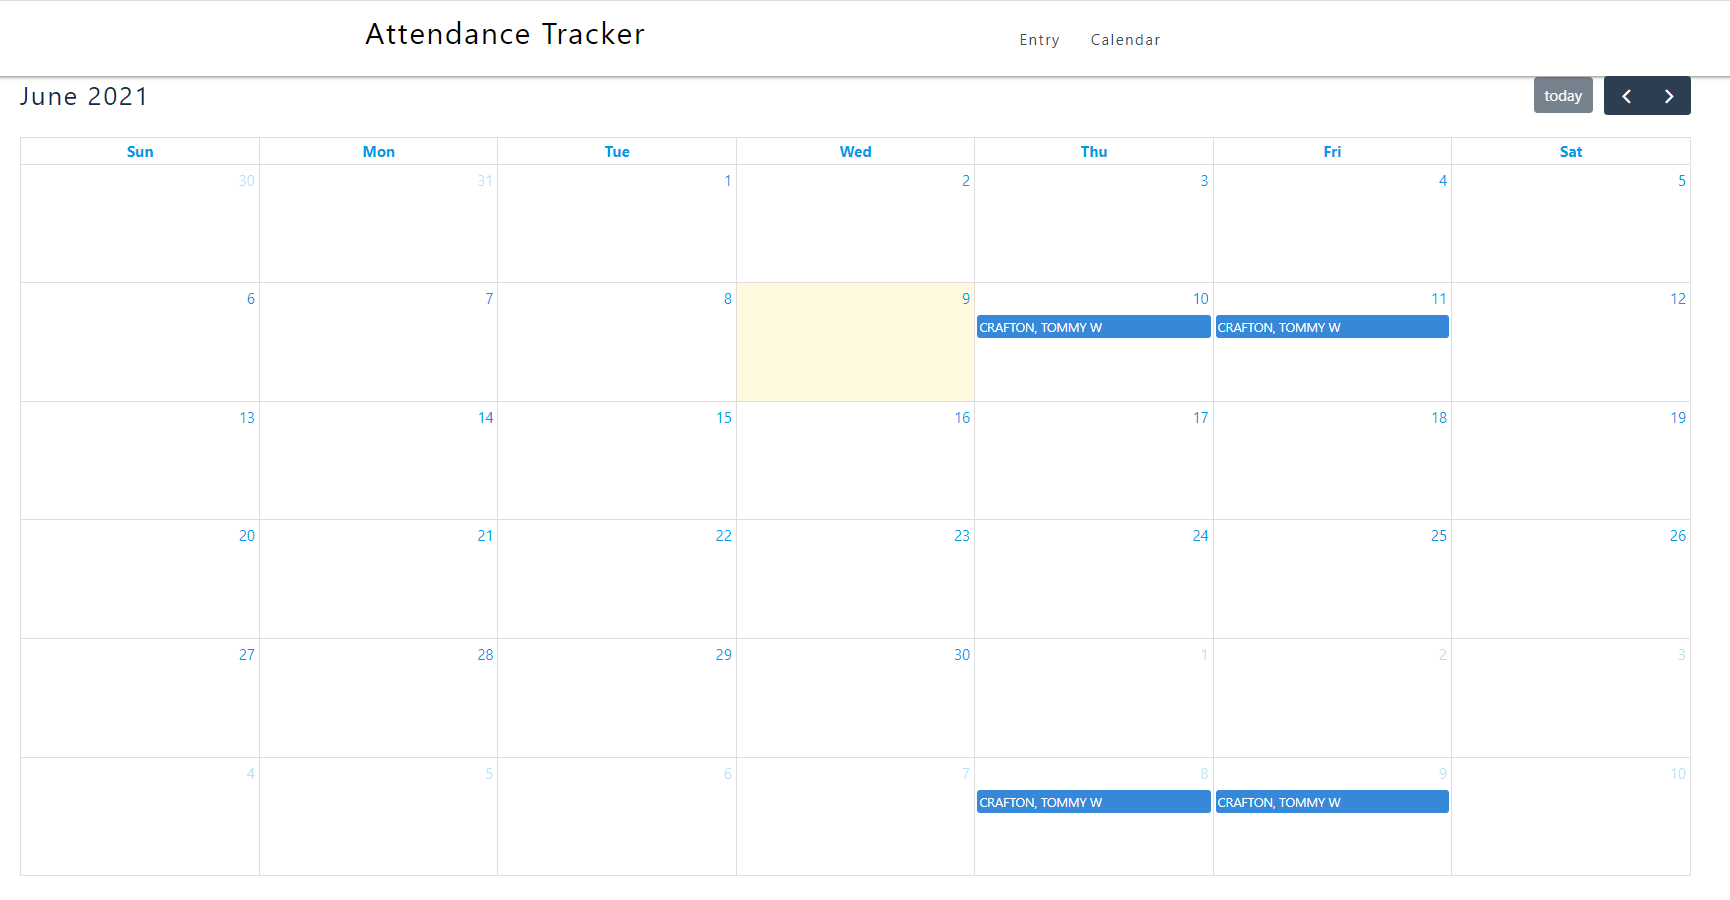 Attendance Tracker Entry Calendar
June 2021 today
Sun Mon Tue Wed Thu Fri Sat
30 31 1 2 3 4 5
6 7 8 9 10 11 12
CRAFTON, TOMMY W CRAFTON, TOMMY W
13 14 15 16 17 18 19
20 21 22 23 24 25 26
27 28 29 30 1 2 3
4 5 6 7 8 9 10
CRAFTON, TOMMY W CRAFTON, TOMMY W